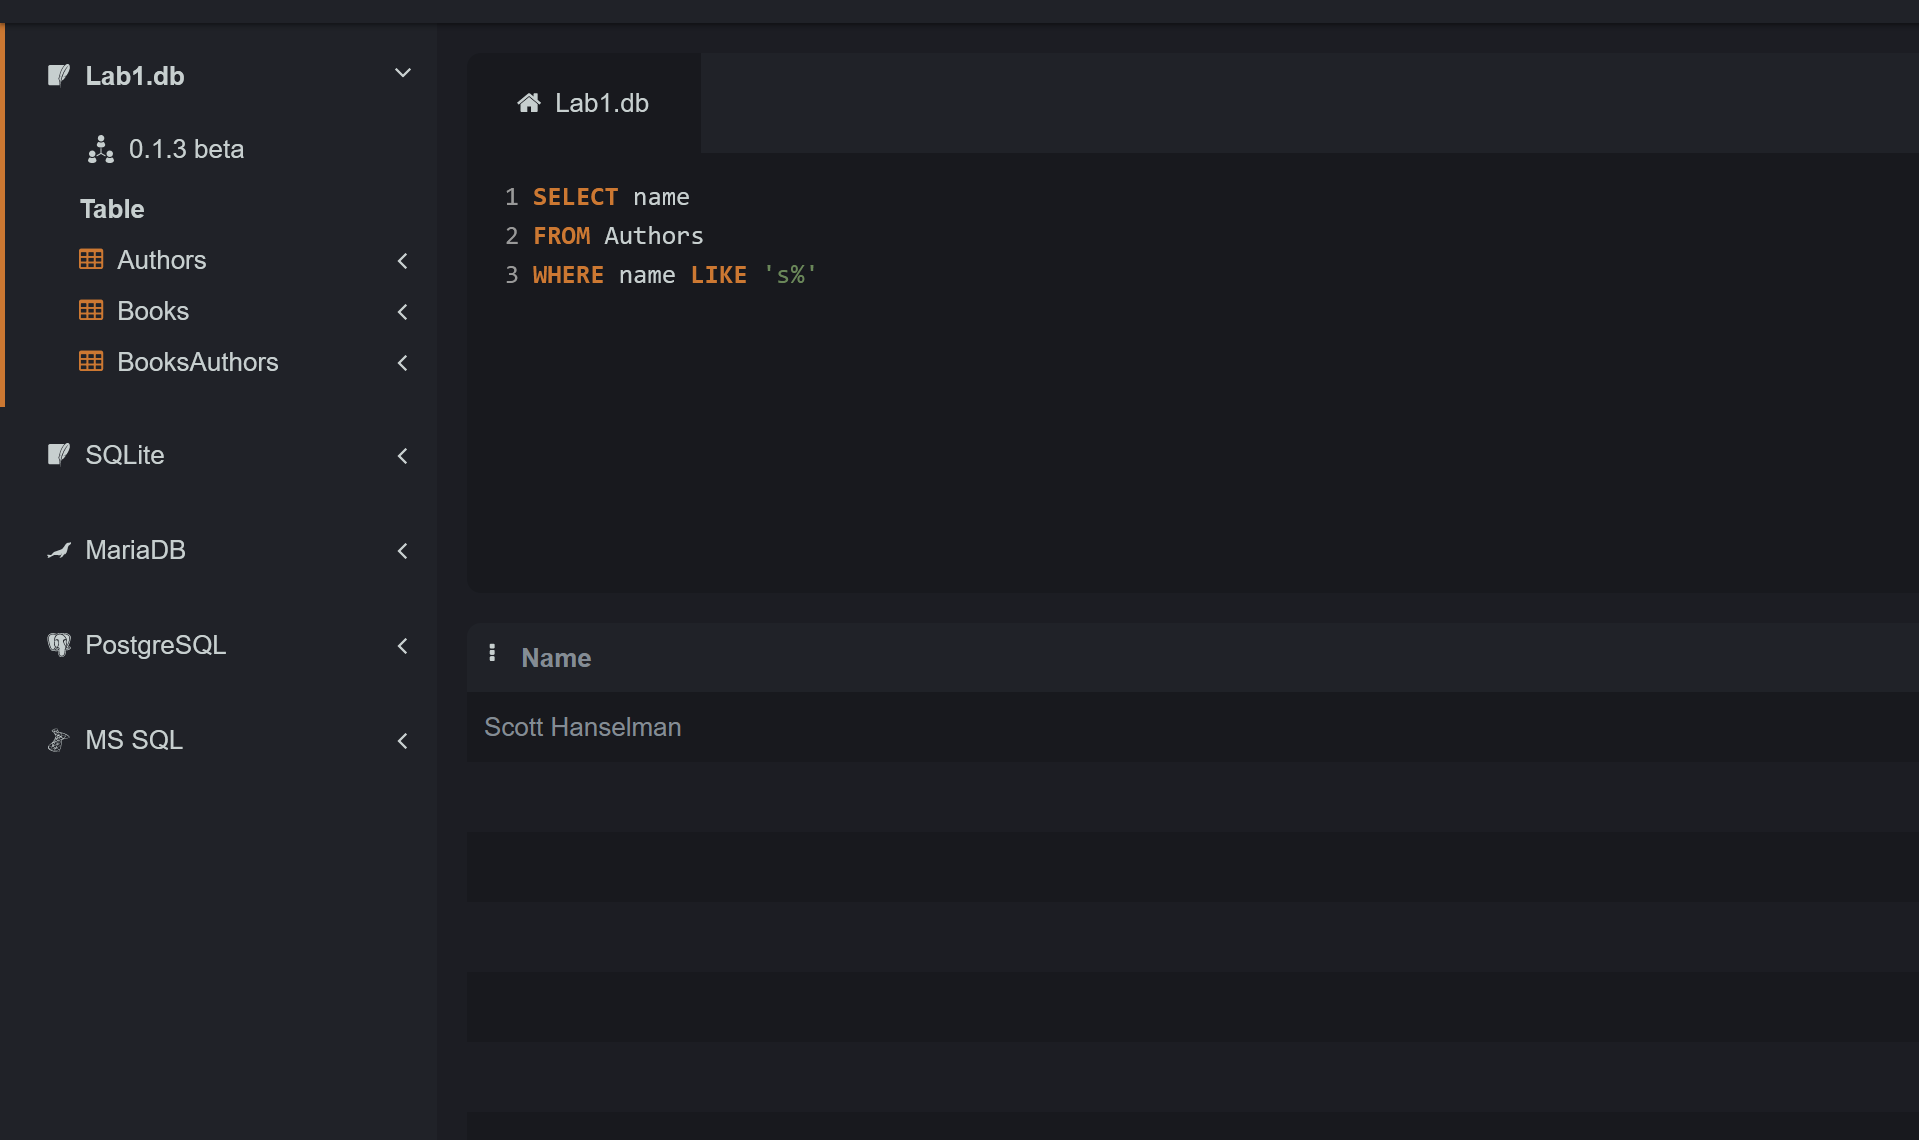 Lab1.db
0.1.3 beta
Table
Authors
Books
BooksAuthors
SQLite
MariaDB
PostgreSQL
MS SQL
Lab1.db
1 SELECT name
2 FROM Authors
3 WHERE name LIKE 's%'
Name
Scott Hanselman